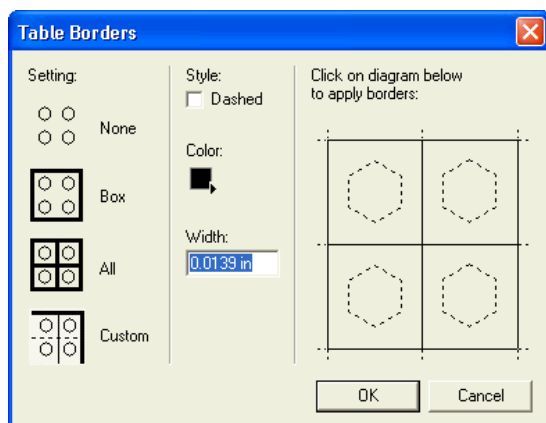 Table Borders
Setting:
None
Box
All
Custom
Style:
Dashed
Color:
Width:
0.0139 in
Click on diagram below
to apply borders:
OK
Cancel